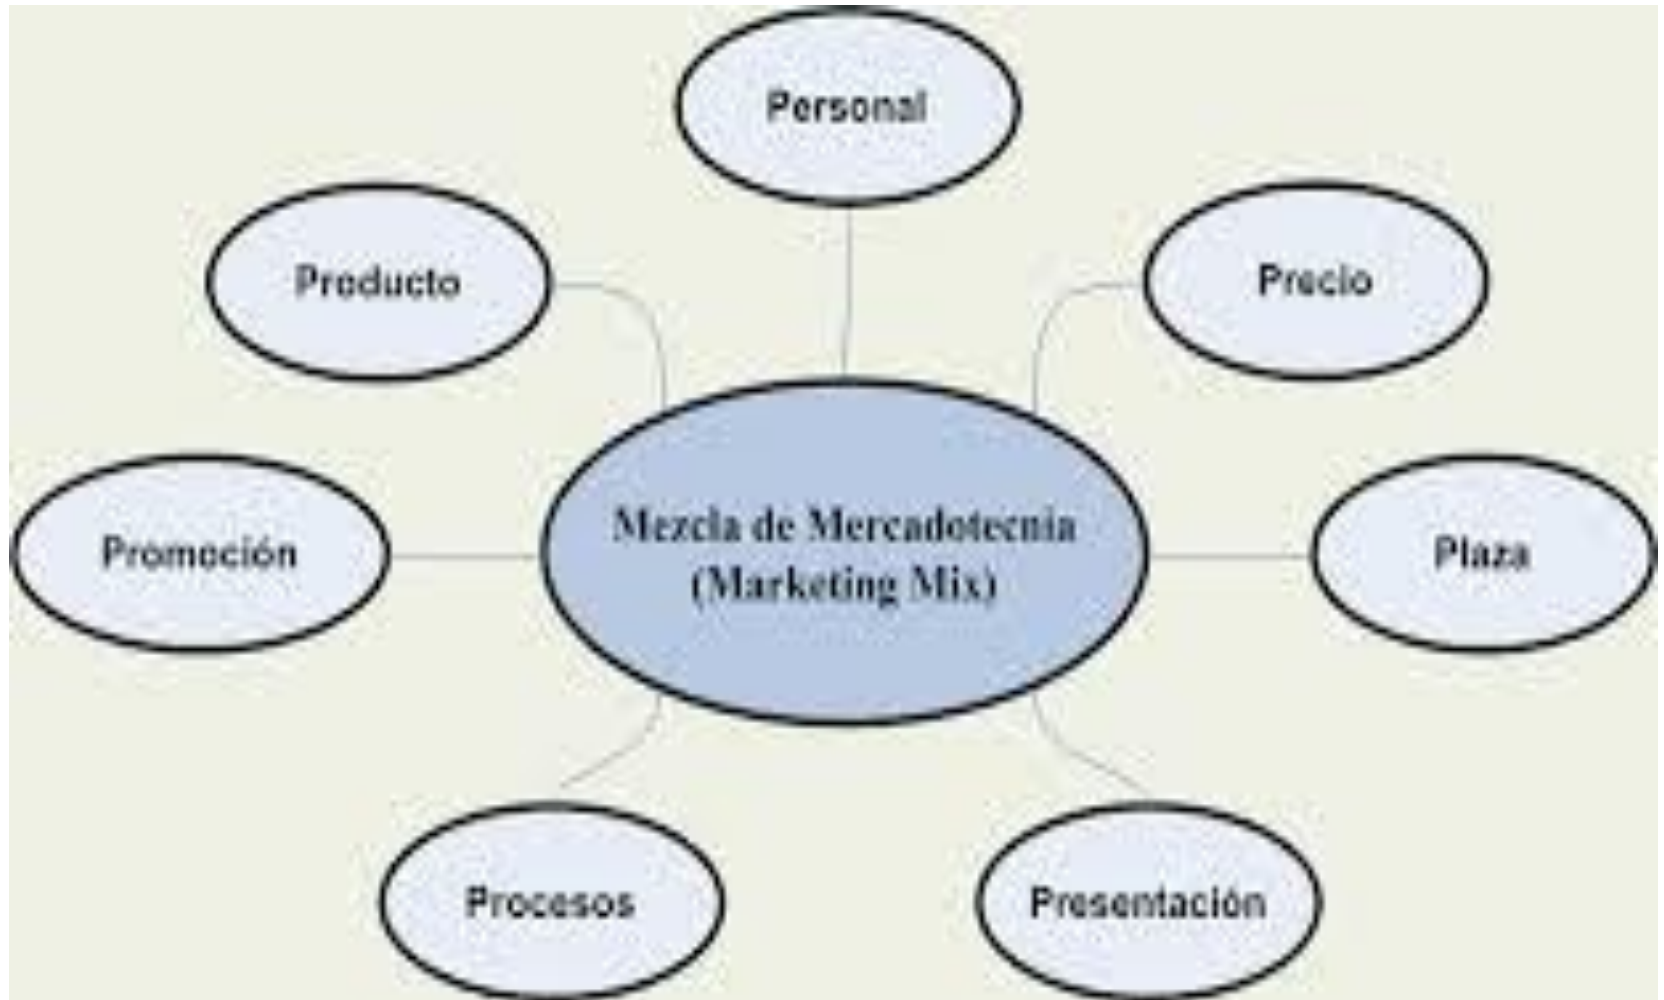 Personal
Producto
Precio
Promoción
Mezcla de Mercadotecnia
(Marketing Mix)
Plaza
Procesos
Presentación